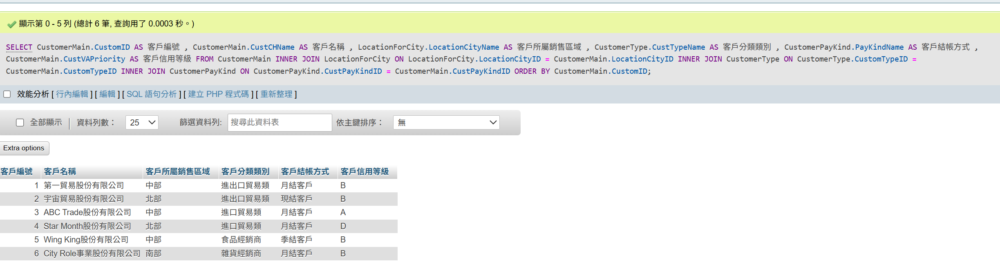 顯示第 0 - 5 列 (總計 6 筆, 查詢用了 0.0003 秒。)
SELECT CustomerMain.CustomID AS 客戶編號 , CustomerMain.CustCHName AS 客戶名稱 , LocationForCity.LocationCityName AS 客戶所屬銷售區域 , CustomerType.CustTypeName AS 客戶分類類別 , CustomerPayKind.PayKindName AS 客戶結帳方式 ,
CustomerMain.CustVAPriority AS 客戶信用等級 FROM CustomerMain INNER JOIN LocationForCity ON LocationForCity.LocationCityID = CustomerMain.LocationCityID INNER JOIN CustomerType ON CustomerType.CustomTypeID =
CustomerMain.CustomTypeID INNER JOIN CustomerPayKind ON CustomerPayKind.CustPayKindID = CustomerMain.CustPayKindID ORDER BY CustomerMain.CustomID;
效能分析 [ 行內編輯 ] [ 編輯 ] [ SQL 語句分析 ] [ 建立 PHP 程式碼 ] [ 重新整理 ]
全部顯示 | 資料列數： 25 篩選資料列: 搜尋此資料表 依主鍵排序： 無
Extra options
客戶編號 客戶名稱 客戶所屬銷售區域 客戶分類類別 客戶結帳方式 客戶信用等級
1 第一貿易股份有限公司 中部 進出口貿易類 月結客戶 B
2 宇宙貿易股份有限公司 北部 進出口貿易類 現結客戶 B
3 ABC Trade股份有限公司 中部 進口貿易類 月結客戶 A
4 Star Month股份有限公司 北部 進口貿易類 月結客戶 D
5 Wing King股份有限公司 中部 食品經銷商 季結客戶 B
6 City Role事業股份有限公司 南部 雜貨經銷商 月結客戶 B